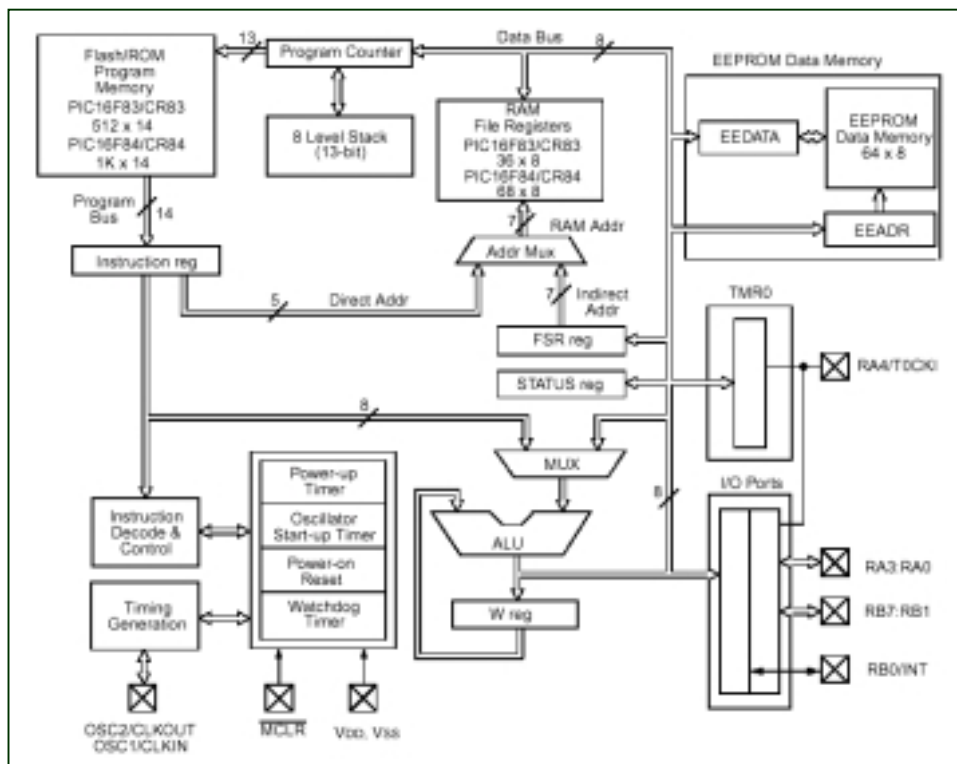 13
Program Counter
Data Bus
8
Flash/ROM
Program
Memory
PIC16F83/CR83
512 x 14
PIC16F84/CR84
1K x 14
8 Level Stack
(13-bit)
RAM
File Registers
PIC16F83/CR83
36 x 8
PIC16F84/CR84
68 x 8
EEPROM Data Memory
EEDATA
EEPROM
Data Memory
64 x 8
EEADR
Program
Bus
14
7
RAM Addr
Addr Mux
Instruction reg
5
Direct Addr
7
Indirect
Addr
FSR reg
STATUS reg
TMR0
RA4/T0CKI
8
MUX
8
I/O Ports
Power-up
Timer
Oscillator
Start-up Timer
Power-on
Reset
Watchdog
Timer
Instruction
Decode &
Control
Timing
Generation
ALU
W reg
RA3:RA0
RB7:RB1
RB0/INT
OSC2/CLKOUT
OSC1/CLKIN
MCLR
VDD, VSS